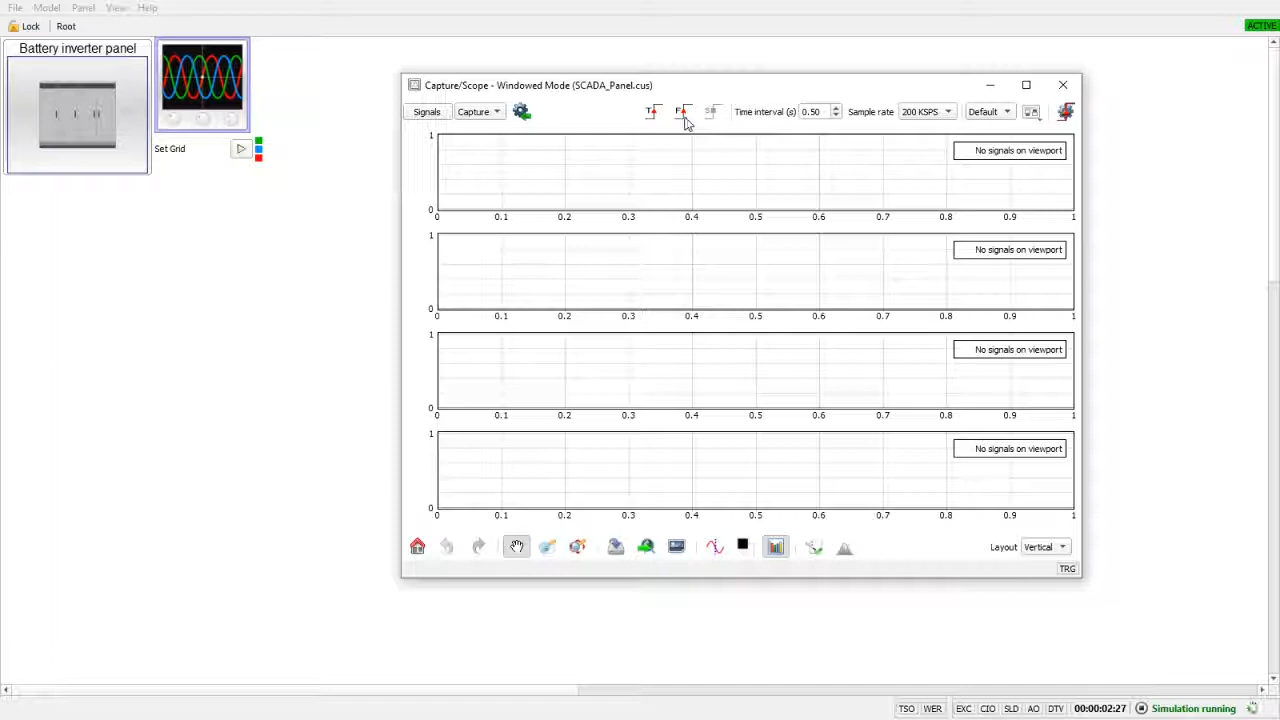 File Model Panel View Help
Lock Root ACTIVE
Battery inverter panel
Set Grid
Capture/Scope - Windowed Mode (SCADA_Panel.cus)
Signals Capture Time interval (s) 0.50 Sample rate 200 KSPS Default
1
No signals on viewport
0
0 0.1 0.2 0.3 0.4 0.5 0.6 0.7 0.8 0.9 1
1
No signals on viewport
0
0 0.1 0.2 0.3 0.4 0.5 0.6 0.7 0.8 0.9 1
1
No signals on viewport
0
0 0.1 0.2 0.3 0.4 0.5 0.6 0.7 0.8 0.9 1
1
No signals on viewport
0
0 0.1 0.2 0.3 0.4 0.5 0.6 0.7 0.8 0.9 1
Layout Vertical
TRG
TSO WER EXC CIO SLD AO DTV 00:00:02:27 Simulation running